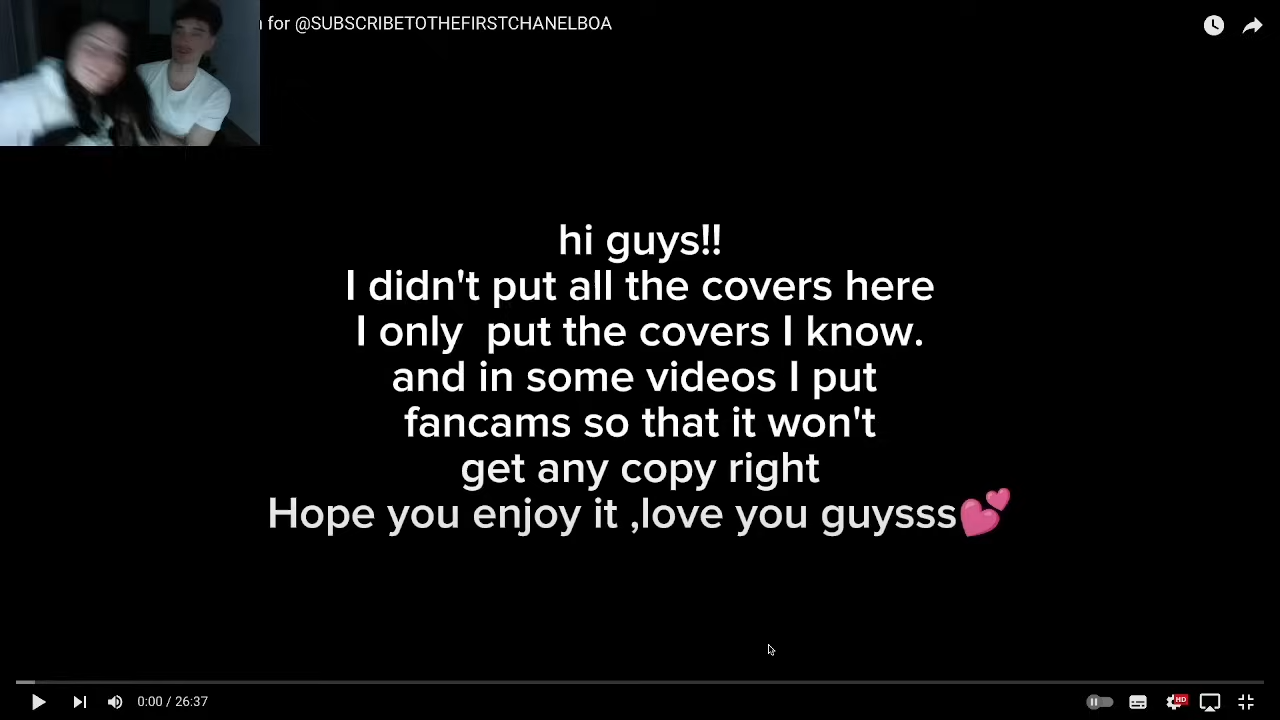 for @SUBSCRIBETOTHEFIRSTCHANELBOA
hi guys!!
I didn't put all the covers here
I only  put the covers I know.
and in some videos I put
fancams so that it won't
get any copy right
Hope you enjoy it ,love you guysss💕
0:00 / 26:37
HD